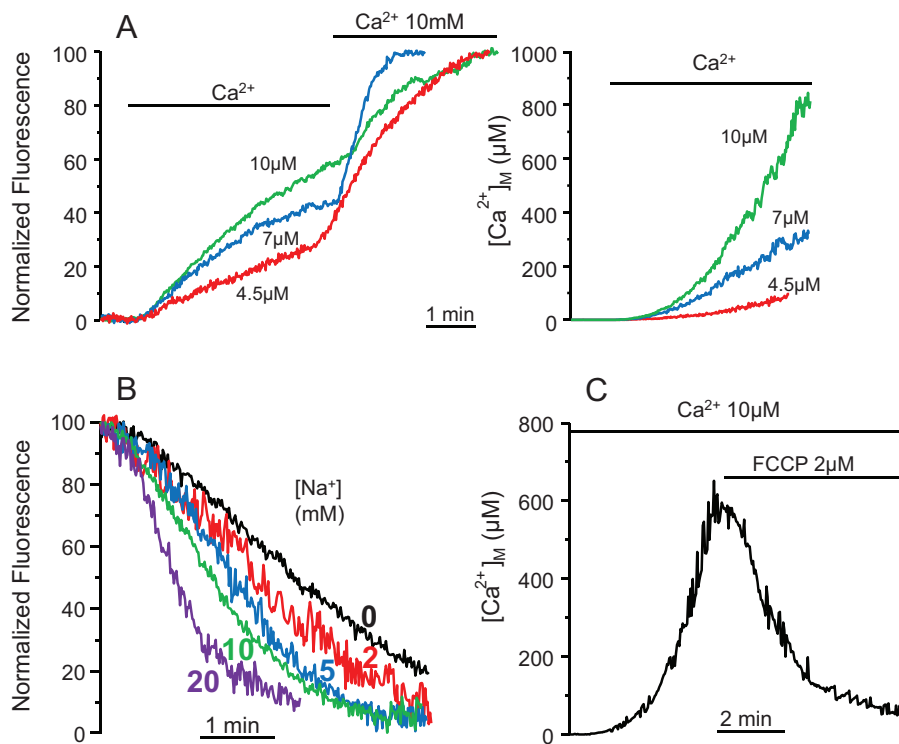 A
Ca²⁺ 10mM
Ca²⁺
Normalized Fluorescence
100
80
60
40
20
0
10µM
7µM
4.5µM
1 min
Ca²⁺
[Ca²⁺]M (µM)
1000
800
600
400
200
0
10µM
7µM
4.5µM
B
Normalized Fluorescence
100
80
60
40
20
0
[Na⁺]
(mM)
0
2
5
10
20
1 min
C
Ca²⁺ 10µM
FCCP 2µM
[Ca²⁺]M (µM)
800
600
400
200
0
2 min